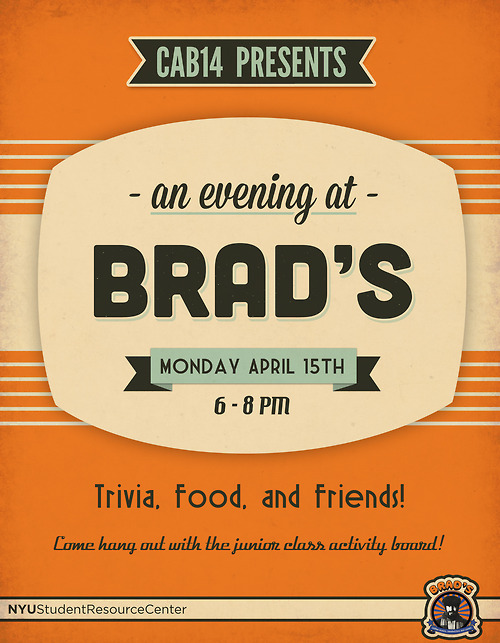 CAB14 PRESENTS
- an evening at -
BRAD'S
MONDAY APRIL 15TH
6 - 8 PM
Trivia, Food, and Friends!
Come hang out with the junior class activity board!
BRAD'S
NYUStudentResourceCenter